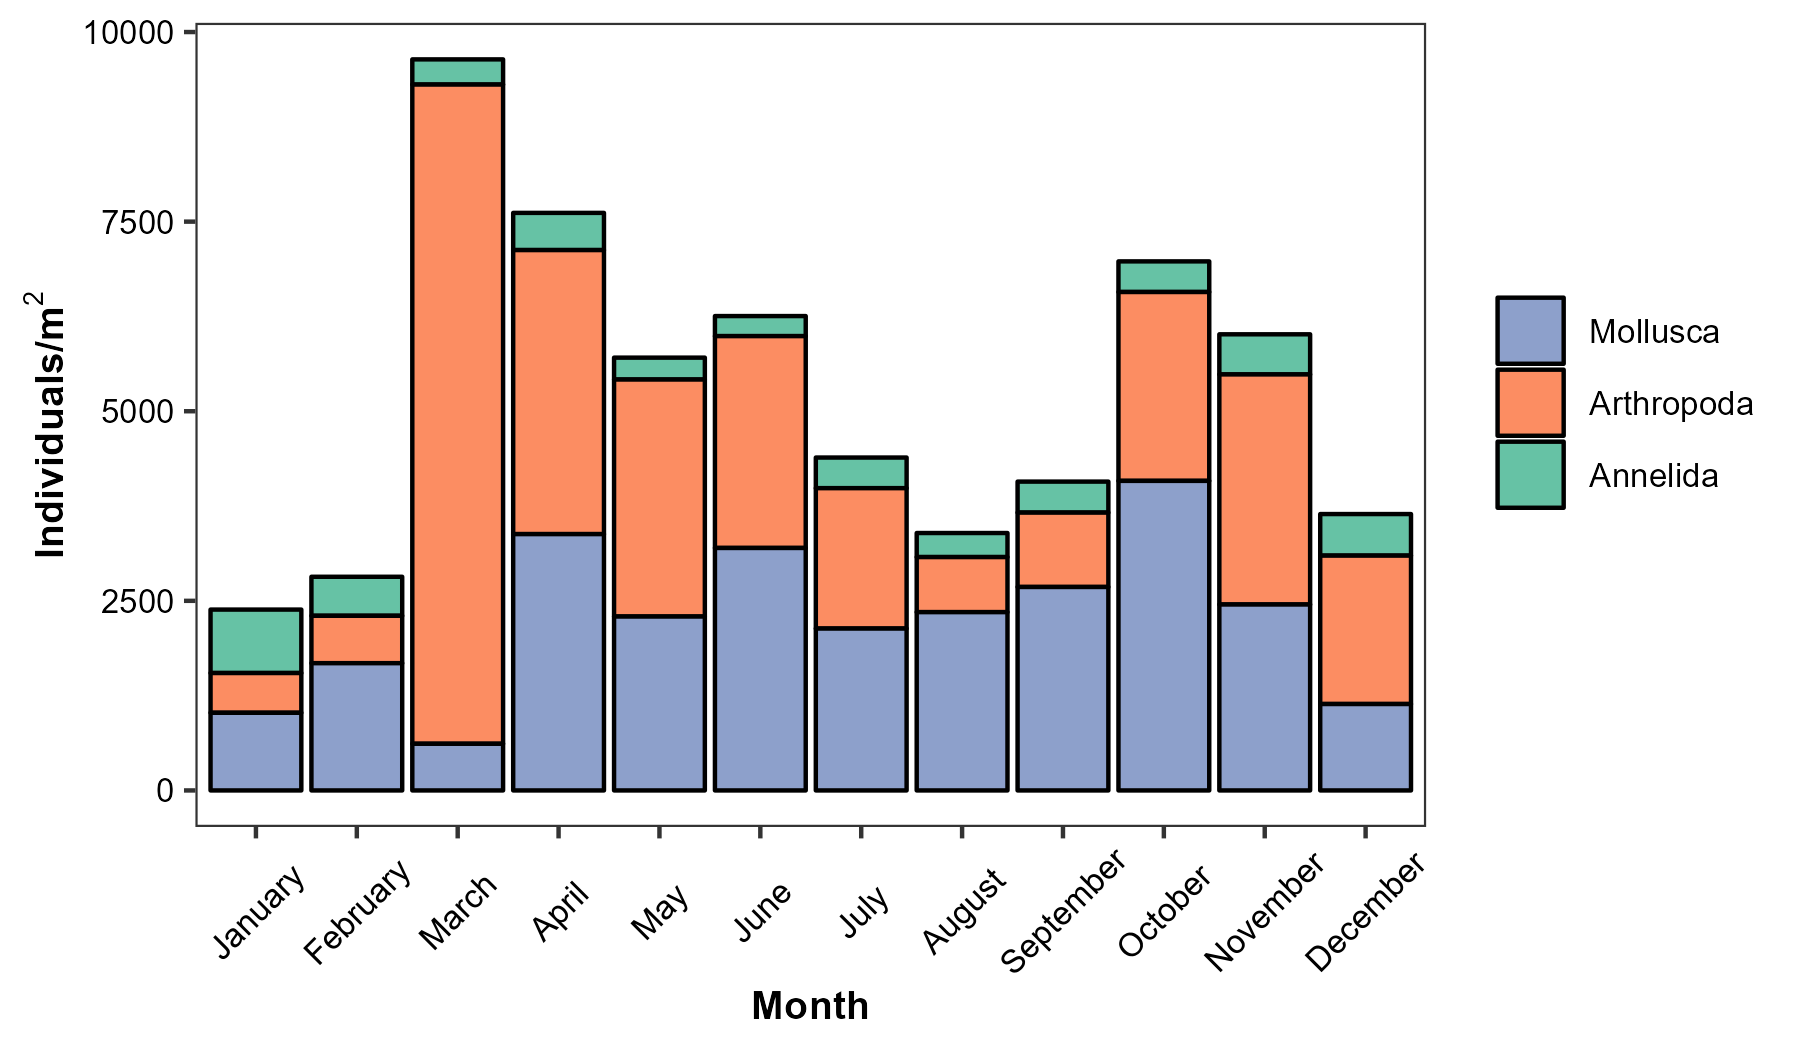 10000
7500
5000
2500
0
Individuals/m²
January
February
March
April
May
June
July
August
September
October
November
December
Month
Mollusca
Arthropoda
Annelida